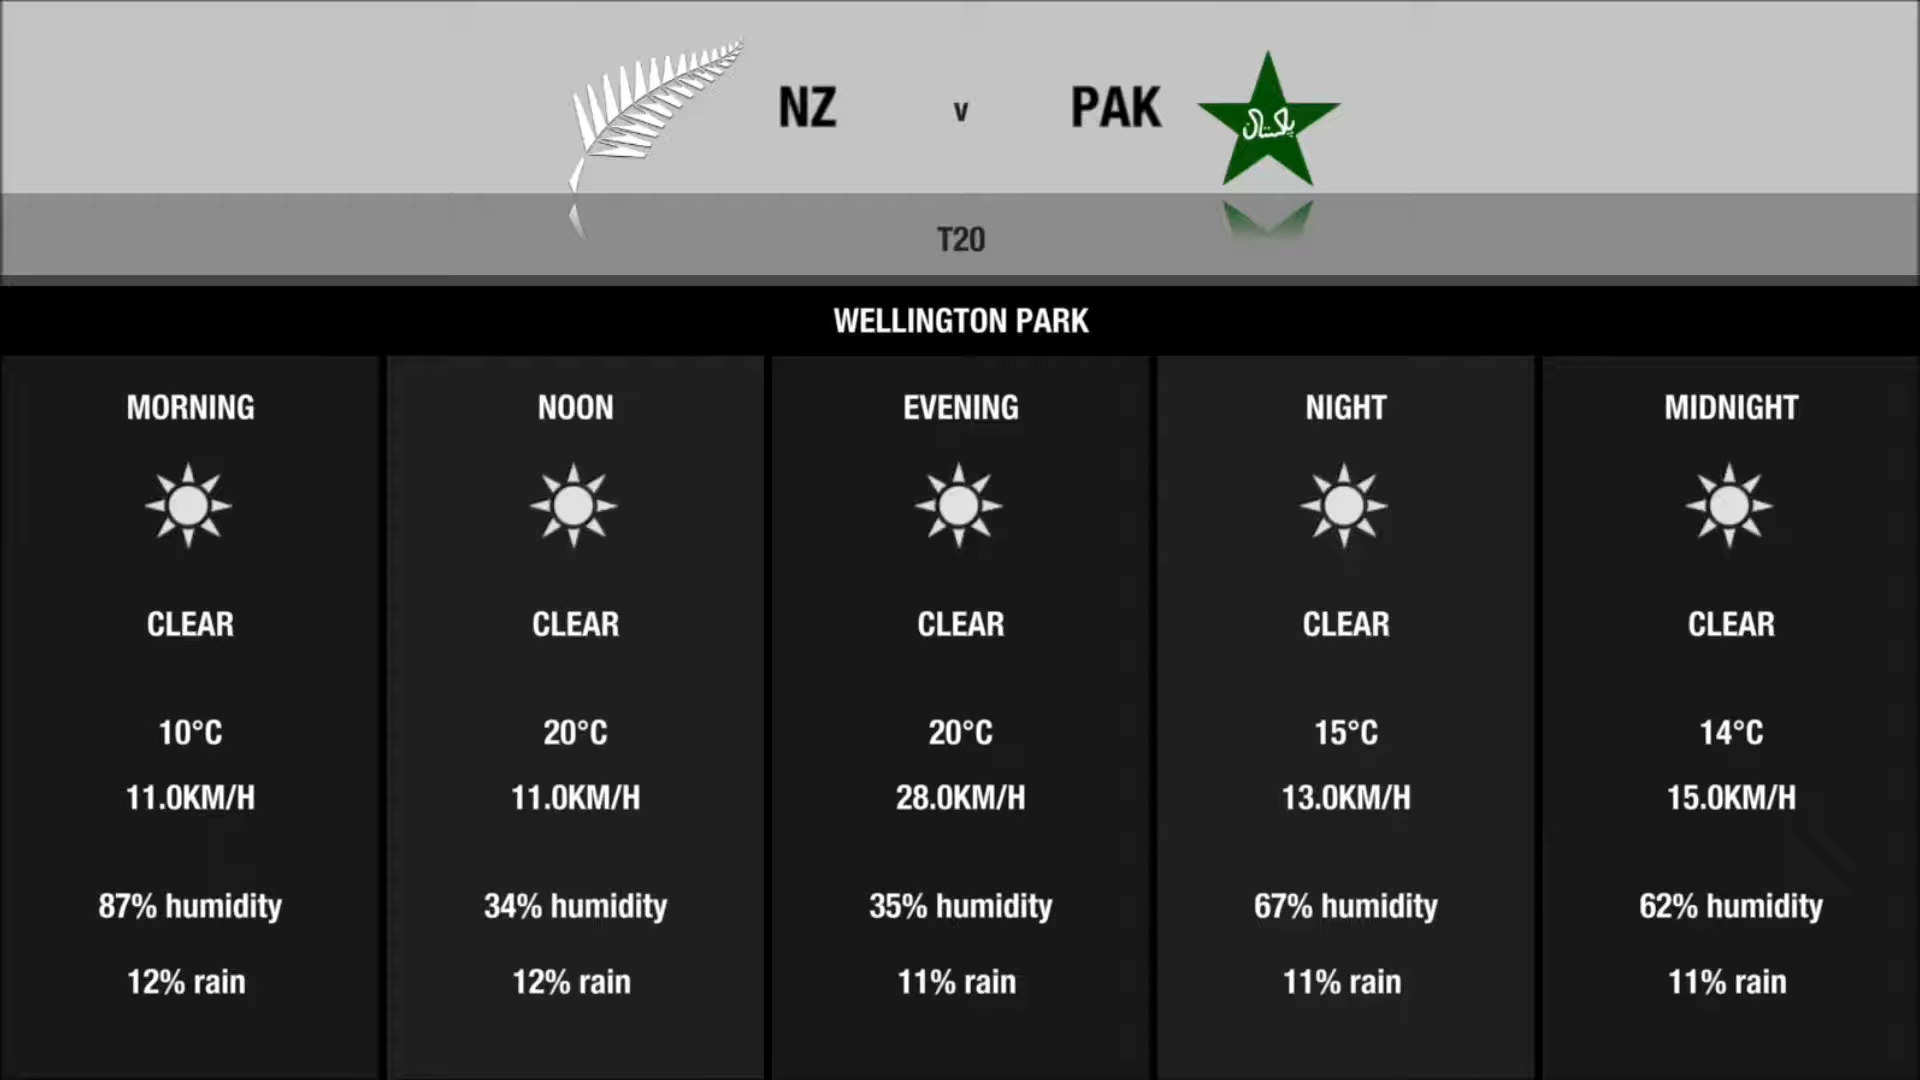 NZ v PAK پاکستان
T20
WELLINGTON PARK
MORNING
CLEAR
10°C
11.0KM/H
87% humidity
12% rain
NOON
CLEAR
20°C
11.0KM/H
34% humidity
12% rain
EVENING
CLEAR
20°C
28.0KM/H
35% humidity
11% rain
NIGHT
CLEAR
15°C
13.0KM/H
67% humidity
11% rain
MIDNIGHT
CLEAR
14°C
15.0KM/H
62% humidity
11% rain